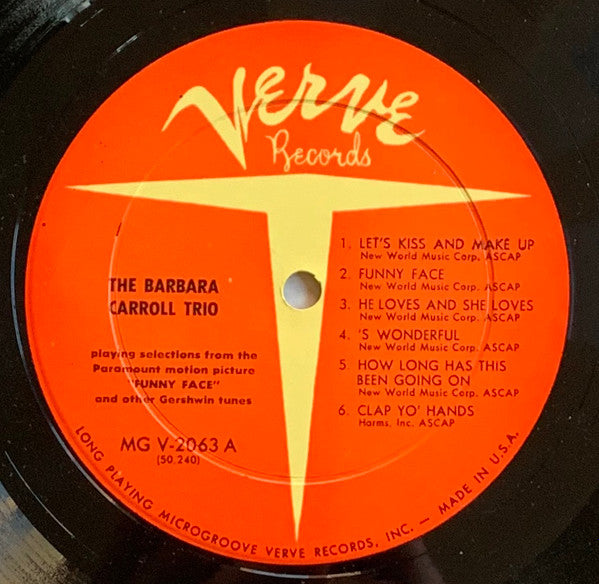 Verve
Records
THE BARBARA
CARROLL TRIO
playing selections from the
Paramount motion picture
"FUNNY FACE"
and other Gershwin tunes
MG V-2063 A
(50,240)
1. LET'S KISS AND MAKE UP
New World Music Corp. ASCAP
2. FUNNY FACE
New World Music Corp. ASCAP
3. HE LOVES AND SHE LOVES
New World Music Corp. ASCAP
4. 'S WONDERFUL
New World Music Corp. ASCAP
5. HOW LONG HAS THIS
BEEN GOING ON
New World Music Corp. ASCAP
6. CLAP YO' HANDS
Harms, Inc. ASCAP
LONG PLAYING MICROGROOVE VERVE RECORDS, INC. — MADE IN U.S.A.